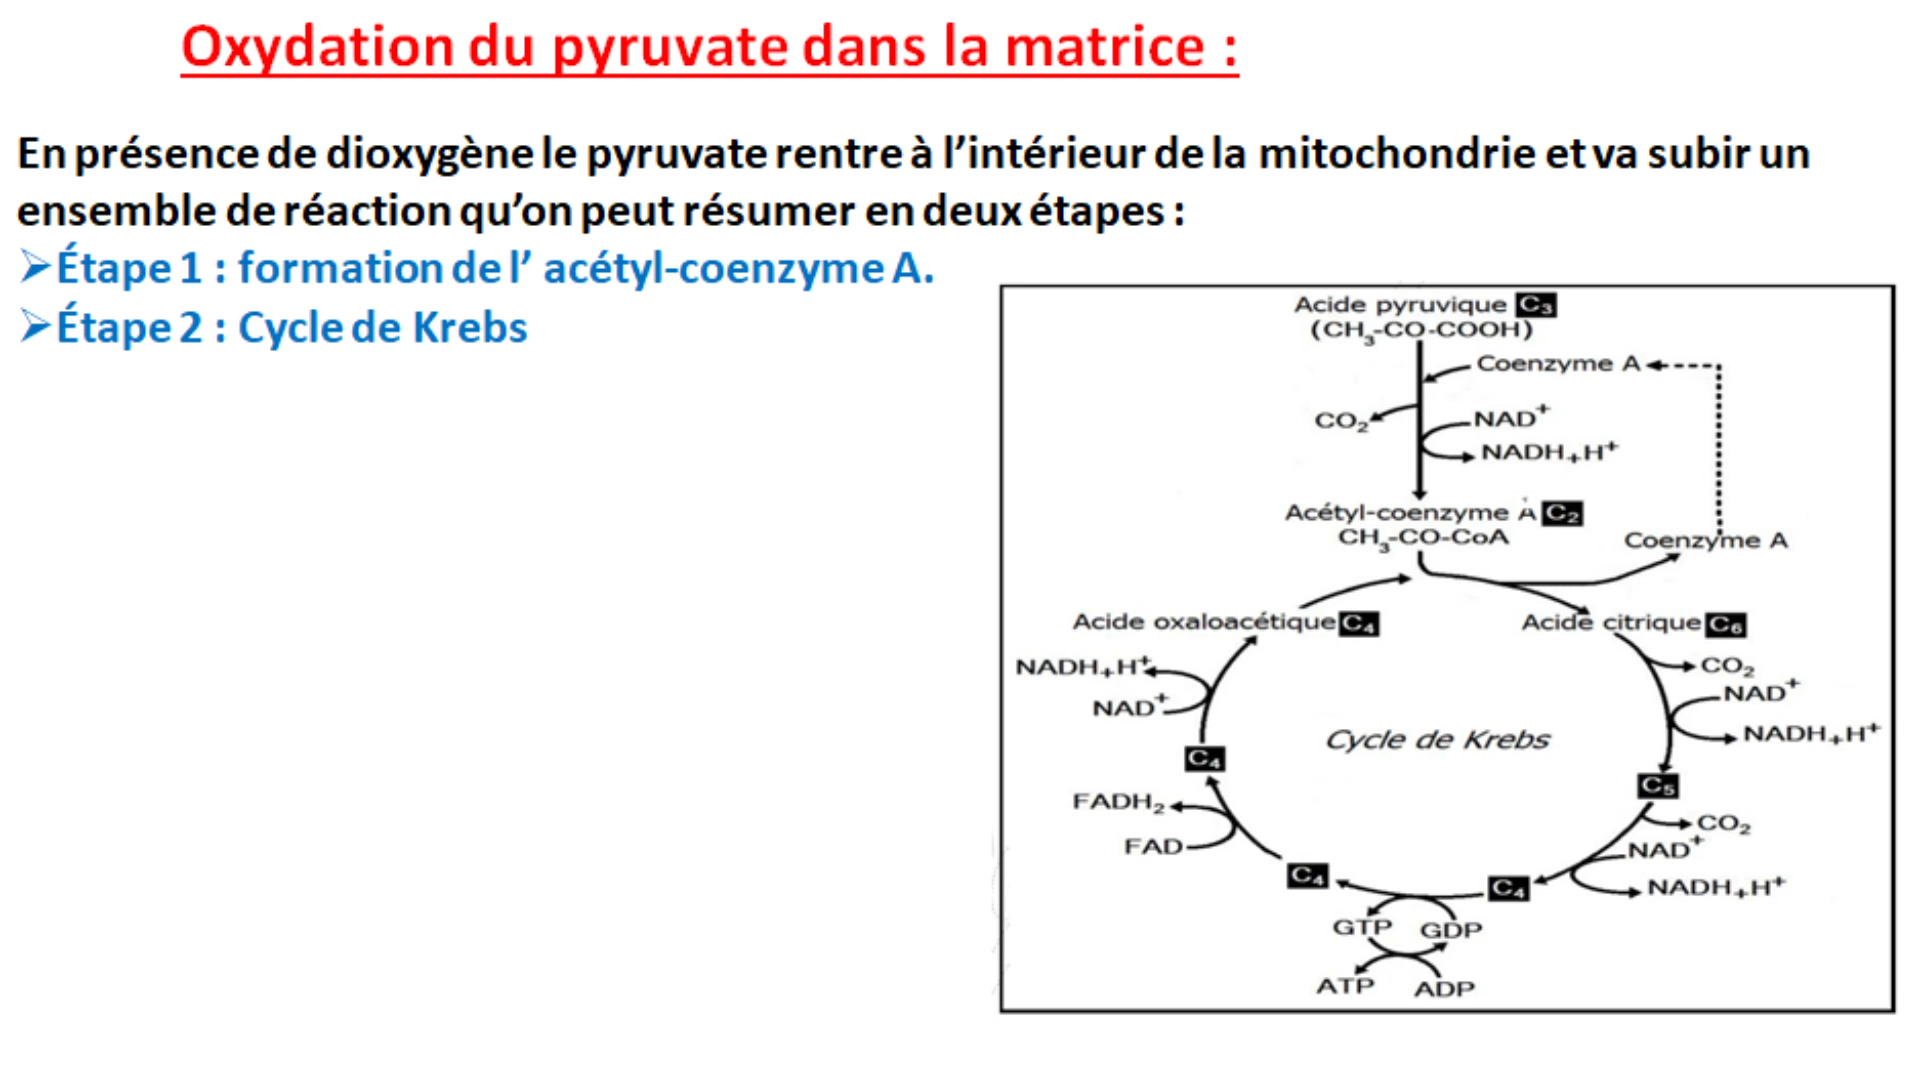 Oxydation du pyruvate dans la matrice :
En présence de dioxygène le pyruvate rentre à l’intérieur de la mitochondrie et va subir un
ensemble de réaction qu’on peut résumer en deux étapes :
➢Étape 1 : formation de l’ acétyl-coenzyme A.
➢Étape 2 : Cycle de Krebs
Acide pyruvique C3
(CH3-CO-COOH)
Coenzyme A
CO2
NAD+
NADH+H+
Acétyl-coenzyme A C2
CH3-CO-CoA
Coenzyme A
Acide oxaloacétique C4
Acide citrique C6
NADH+H+
CO2
NAD+
NAD+
NADH+H+
Cycle de Krebs
C4
C5
FADH2
CO2
FAD
NAD+
C4
C4
NADH+H+
GTP GDP
ATP ADP